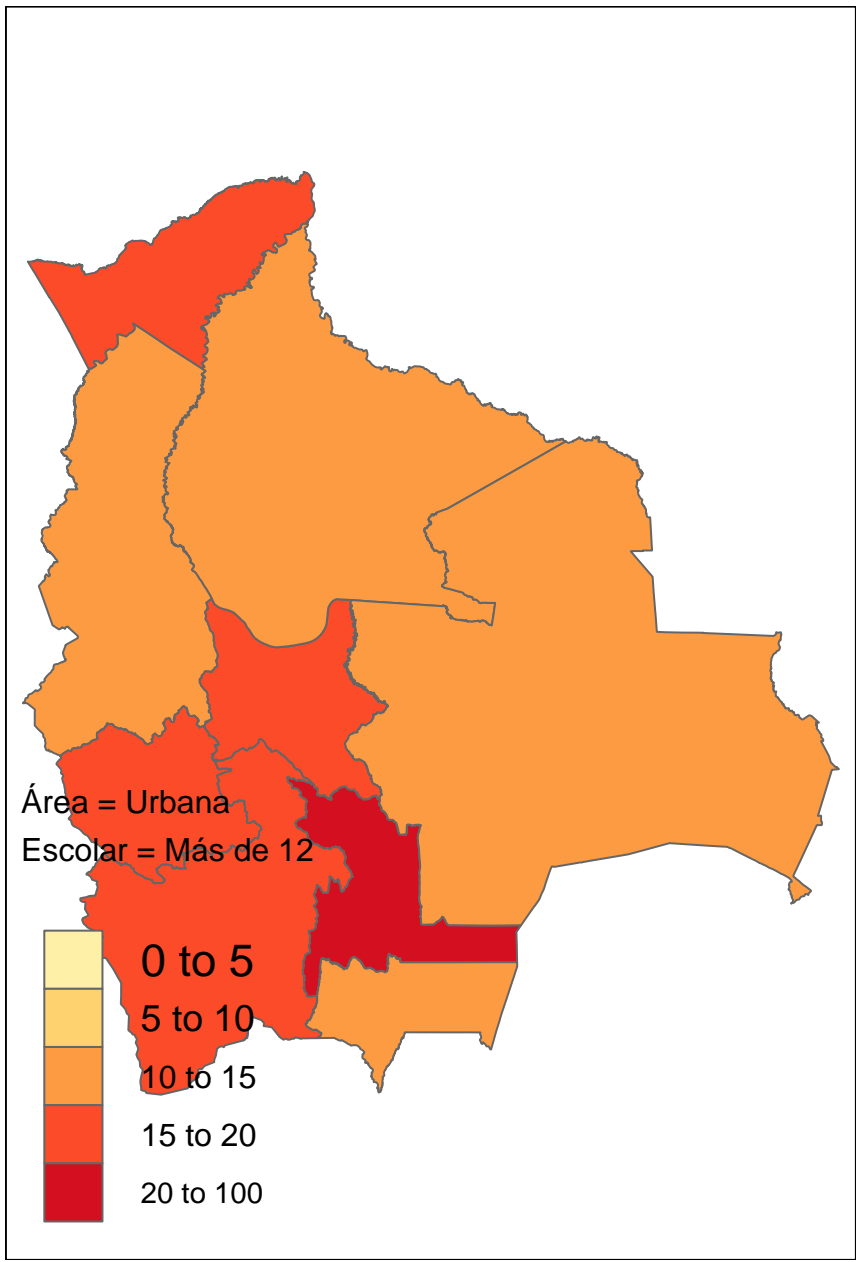 Área = Urbana
Escolar = Más de 12
0 to 5
5 to 10
10 to 15
15 to 20
20 to 100